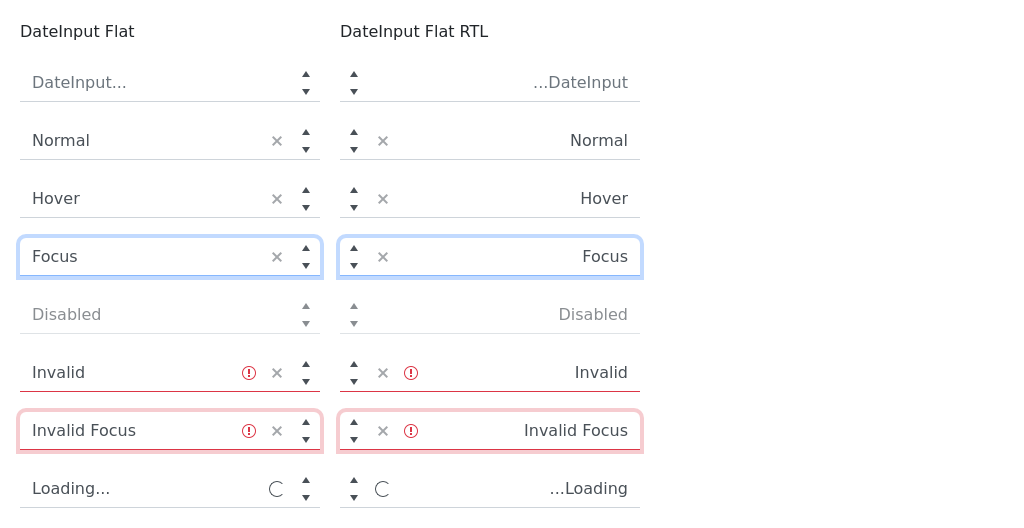 DateInput Flat
DateInput...
Normal
Hover
Focus
Disabled
Invalid
Invalid Focus
Loading...
DateInput Flat RTL
...DateInput
Normal
Hover
Focus
Disabled
Invalid
Invalid Focus
...Loading